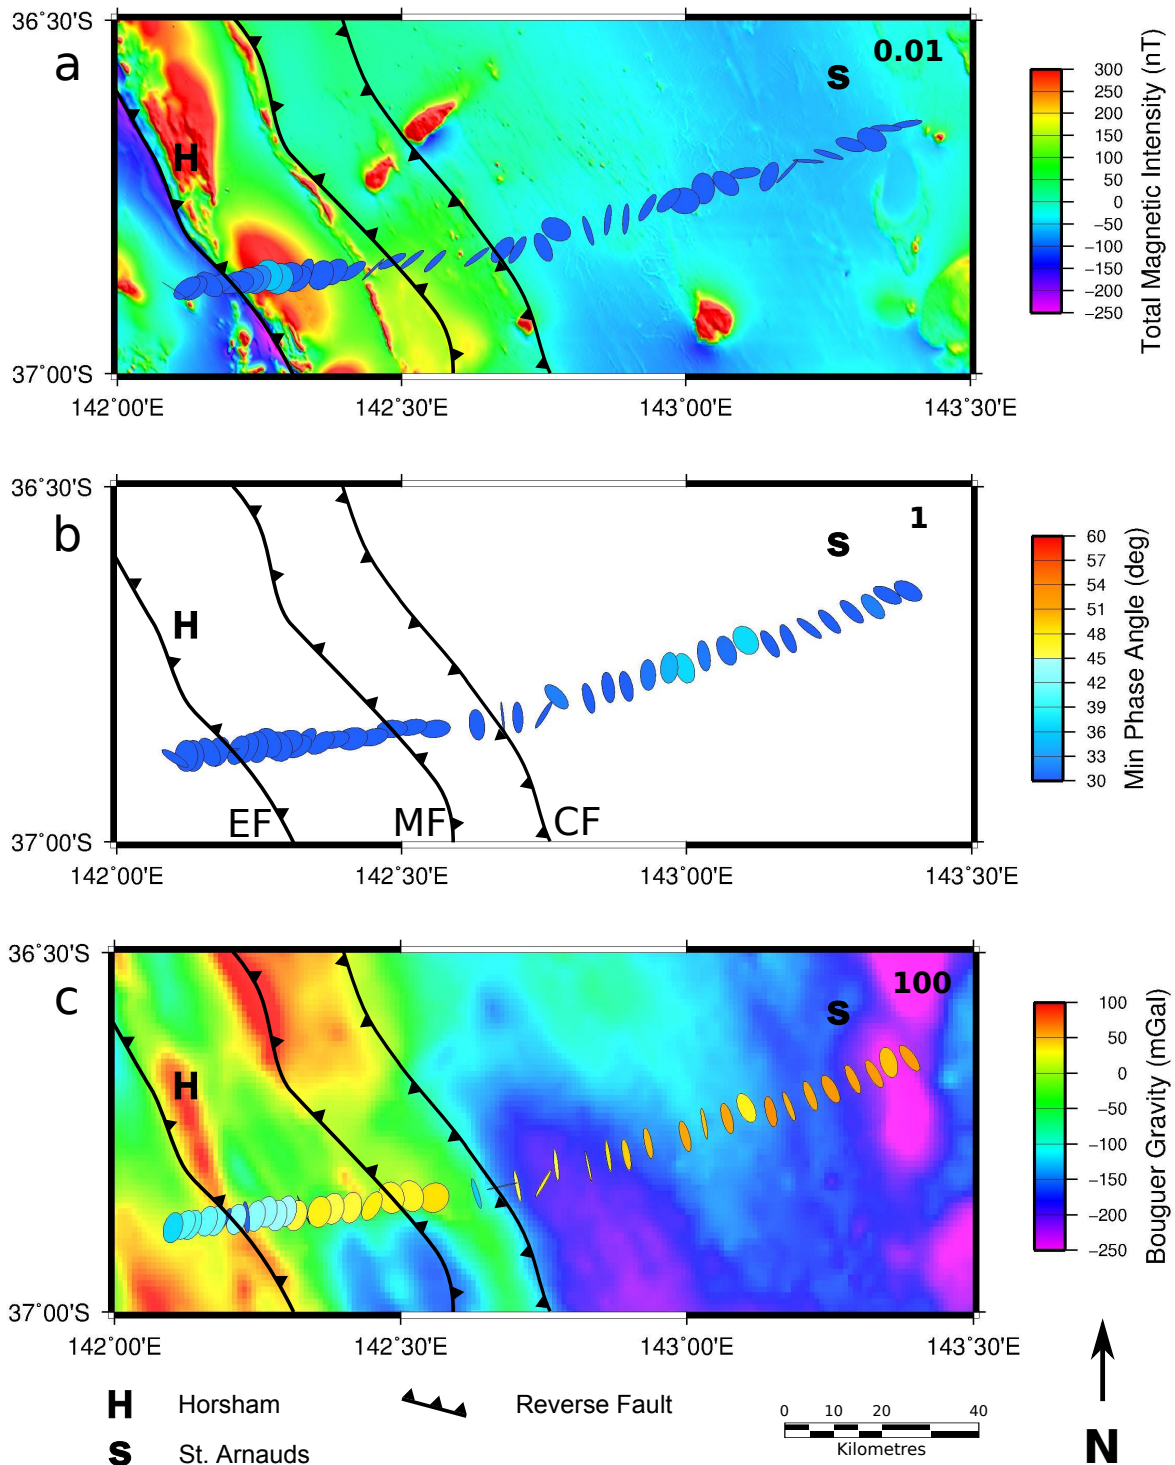 36°30'S
a
0.01
S
H
37°00'S
142°00'E 142°30'E 143°00'E 143°30'E
300
250
200
150
100
50
0
−50
−100
−150
−200
−250
Total Magnetic Intensity (nT)
36°30'S
b
1
S
H
EF MF CF
37°00'S
142°00'E 142°30'E 143°00'E 143°30'E
60
57
54
51
48
45
42
39
36
33
30
Min Phase Angle (deg)
36°30'S
c
100
S
H
37°00'S
142°00'E 142°30'E 143°00'E 143°30'E
100
50
0
−50
−100
−150
−200
−250
Bouguer Gravity (mGal)
H Horsham Reverse Fault
S St. Arnauds
0 10 20 40
Kilometres
N